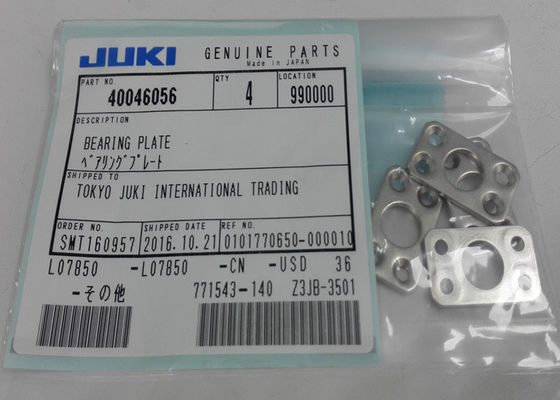 JUKI GENUINE PARTS
Made in JAPAN
PART NO. QTY LOCATION
40046056 4 990000
DESCRIPTION
BEARING PLATE
ベアリングプレート
SHIPPED TO
TOKYO JUKI INTERNATIONAL TRADING
ORDER NO. SHIPPED DATE REF NO.
SMT160957 2016.10.21 0101770650-000010
L07850 -L07850 -CN -USD 36
-その他 771543-140 Z3JB-3501